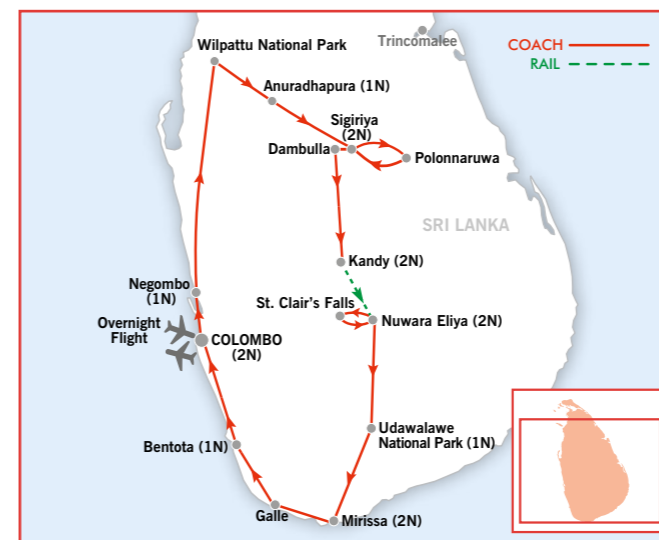 Trincomalee
COACH
RAIL
Wilpattu National Park
Anuradhapura (1N)
Sigiriya
(2N)
Dambulla
Polonnaruwa
SRI LANKA
Kandy (2N)
Negombo
(1N)
St. Clair's Falls
Nuwara Eliya (2N)
Overnight
Flight
COLOMBO
(2N)
Udawalawe
National Park (1N)
Bentota (1N)
Galle
Mirissa (2N)